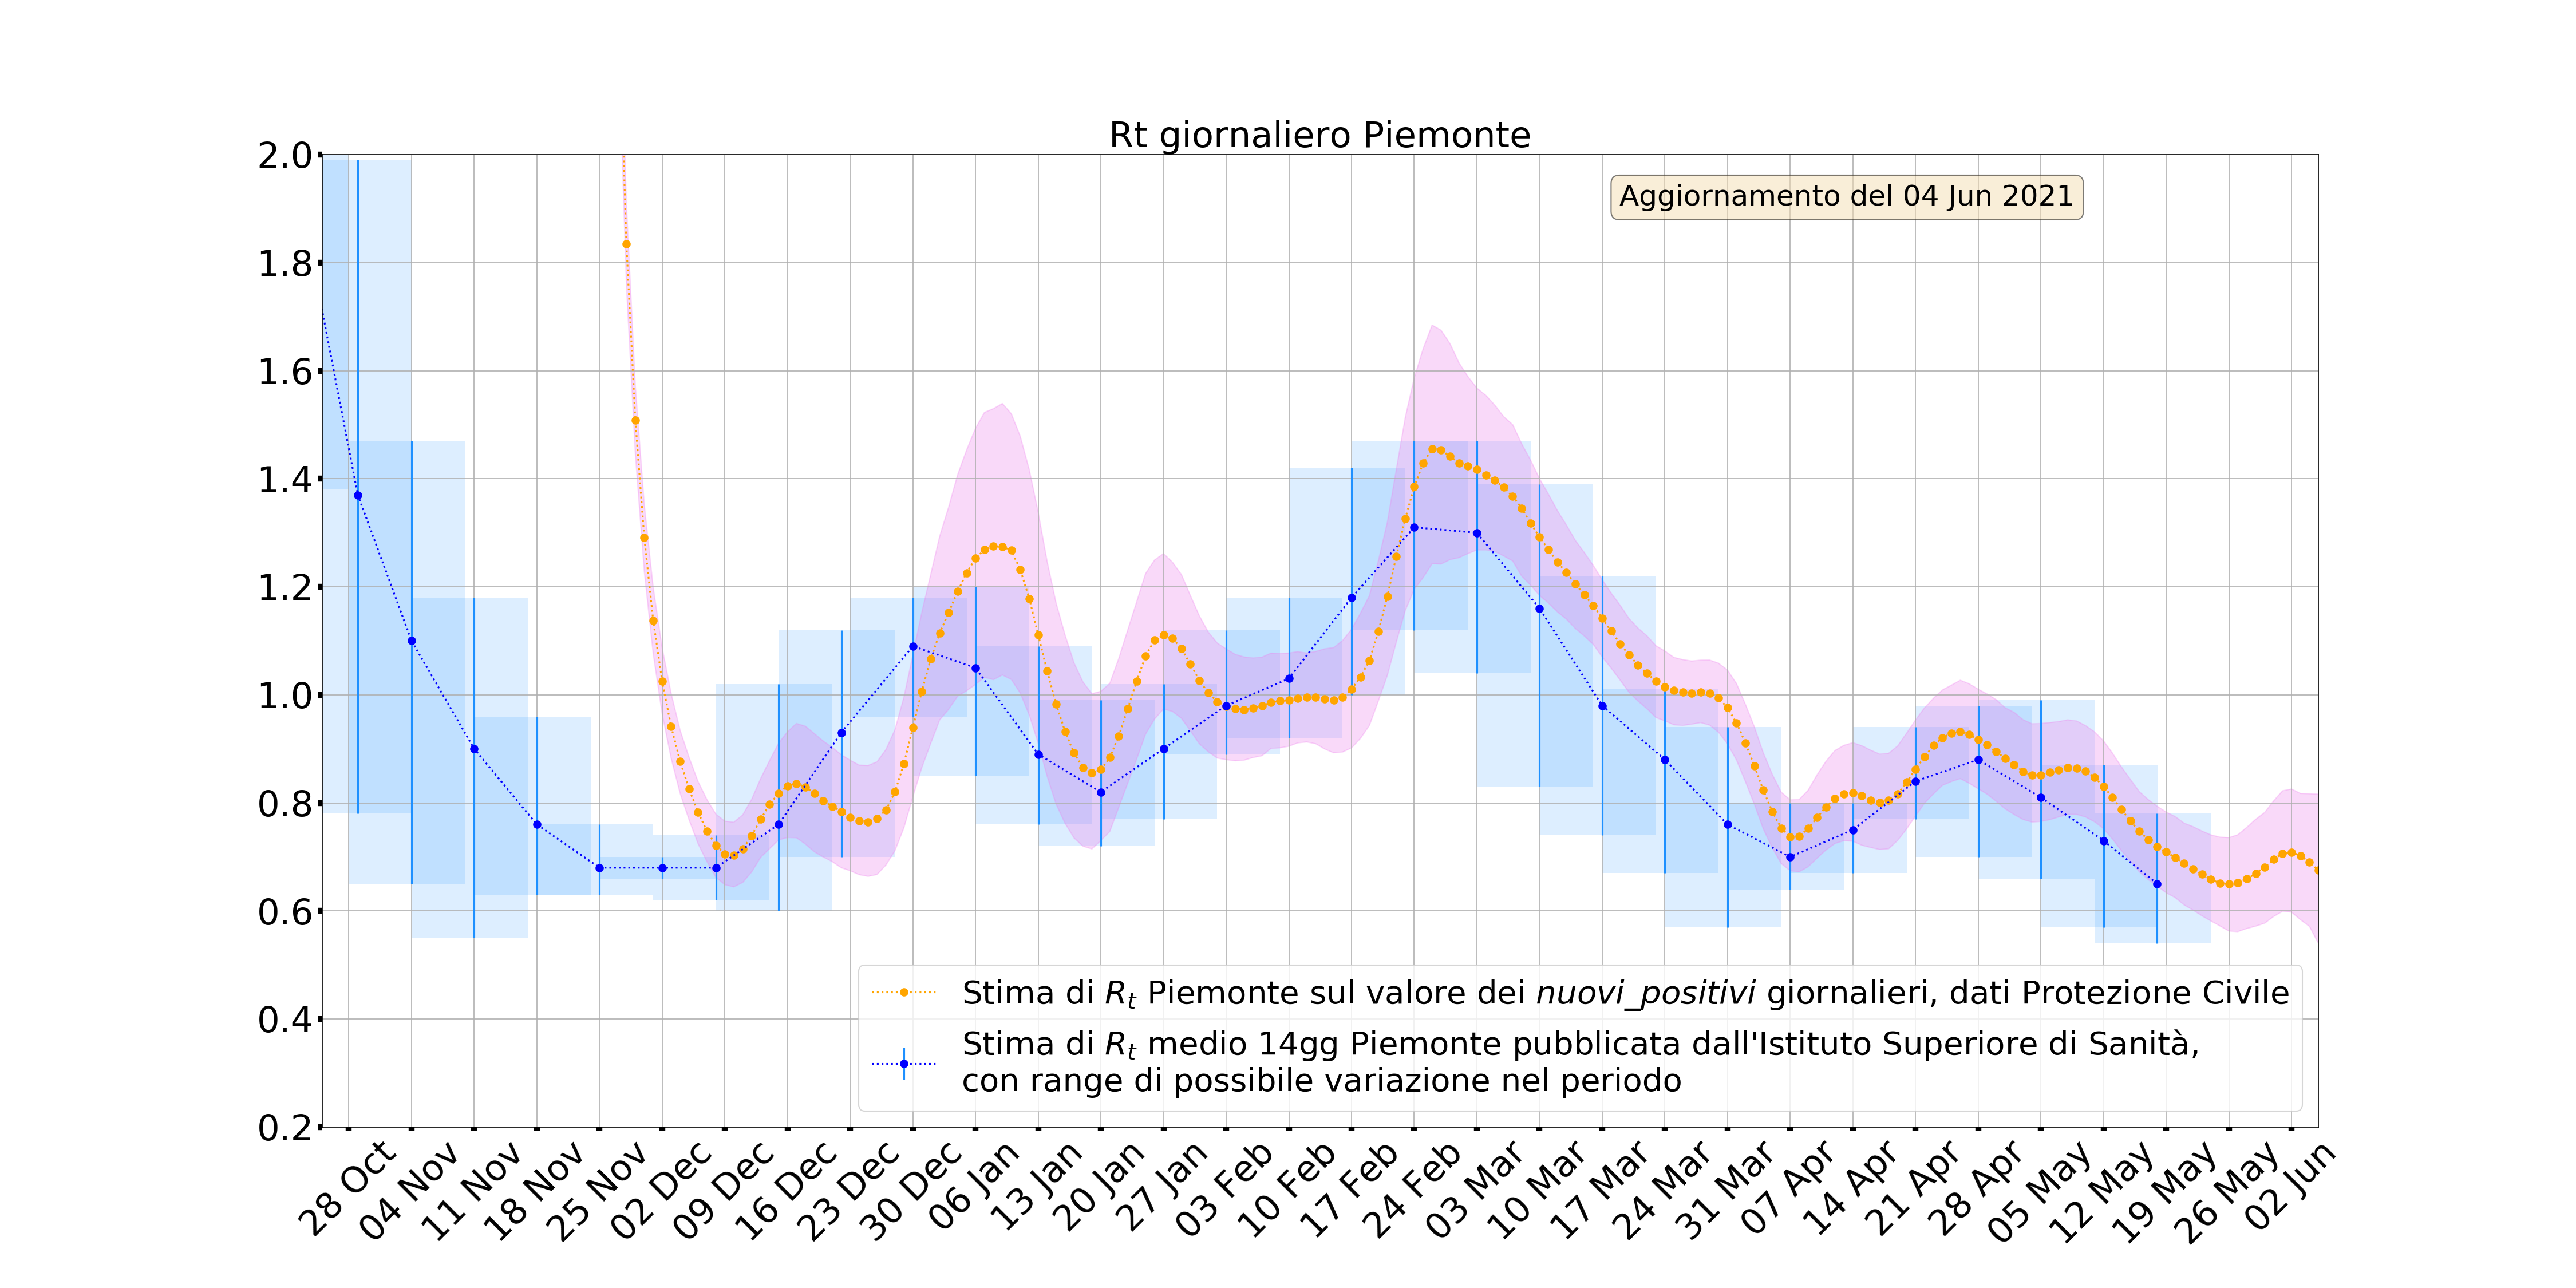 Rt giornaliero Piemonte
2.0
1.8
1.6
1.4
1.2
1.0
0.8
0.6
0.4
0.2
Aggiornamento del 04 Jun 2021
Stima di Rt Piemonte sul valore dei nuovi_positivi giornalieri, dati Protezione Civile
Stima di Rt medio 14gg Piemonte pubblicata dall'Istituto Superiore di Sanità,
con range di possibile variazione nel periodo
28 Oct
04 Nov
11 Nov
18 Nov
25 Nov
02 Dec
09 Dec
16 Dec
23 Dec
30 Dec
06 Jan
13 Jan
20 Jan
27 Jan
03 Feb
10 Feb
17 Feb
24 Feb
03 Mar
10 Mar
17 Mar
24 Mar
31 Mar
07 Apr
14 Apr
21 Apr
28 Apr
05 May
12 May
19 May
26 May
02 Jun